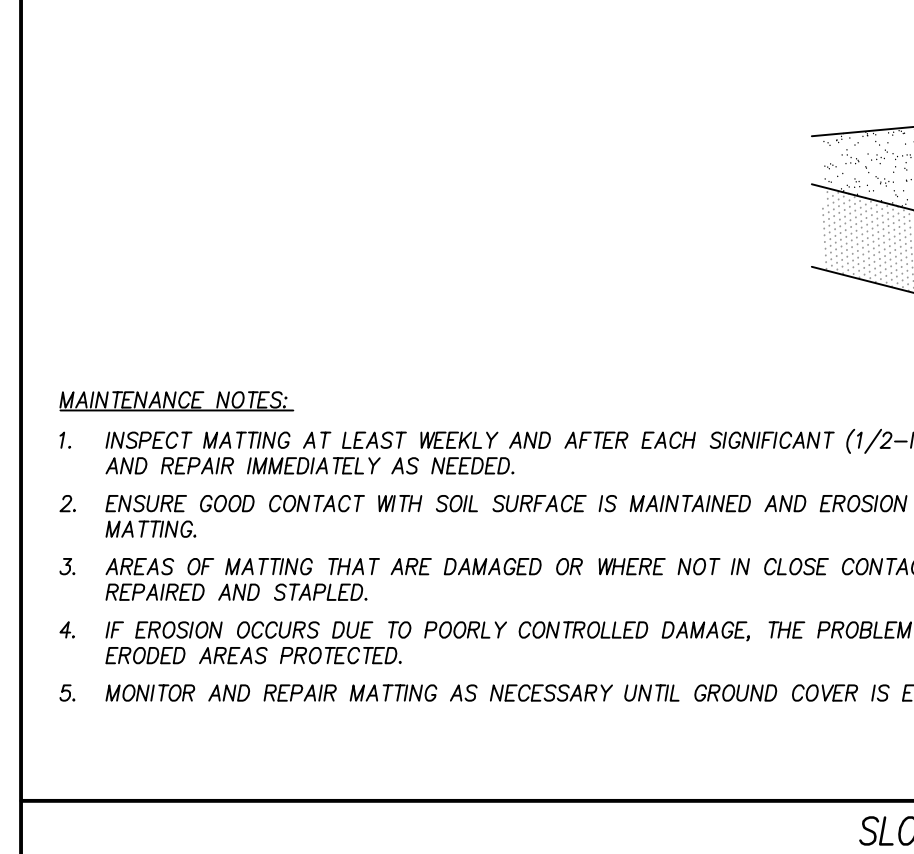 MAINTENANCE NOTES:
1. INSPECT MATTING AT LEAST WEEKLY AND AFTER EACH SIGNIFICANT (1/2-
AND REPAIR IMMEDIATELY AS NEEDED.
2. ENSURE GOOD CONTACT WITH SOIL SURFACE IS MAINTAINED AND EROSION
MATTING.
3. AREAS OF MATTING THAT ARE DAMAGED OR WHERE NOT IN CLOSE CONTAC
REPAIRED AND STAPLED.
4. IF EROSION OCCURS DUE TO POORLY CONTROLLED DAMAGE, THE PROBLEM
ERODED AREAS PROTECTED.
5. MONITOR AND REPAIR MATTING AS NECESSARY UNTIL GROUND COVER IS E
SLO